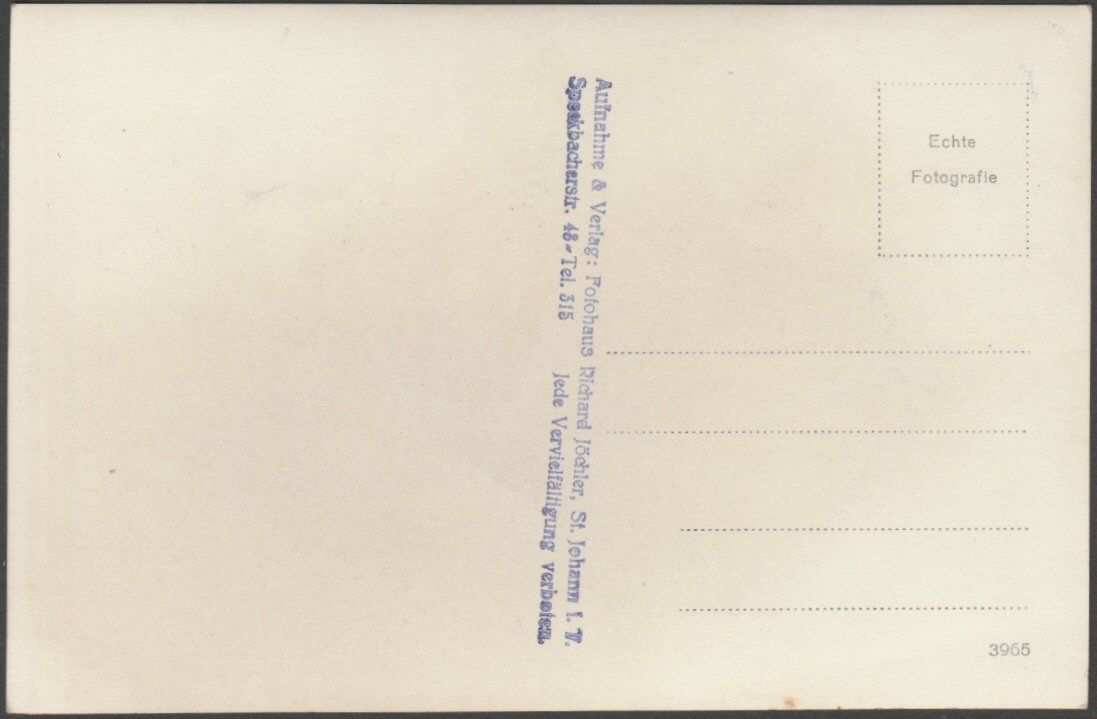 Aufnahme & Verlag: Fotohaus Richard Jöchler, St. Johann i. T.
Speckbacherstr. 48 - Tel. 315 Jede Vervielfältigung verboten.
Echte
Fotografie
3965